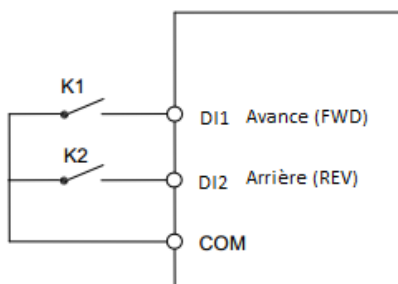 K1
DI1 Avance (FWD)
K2
DI2 Arrière (REV)
COM